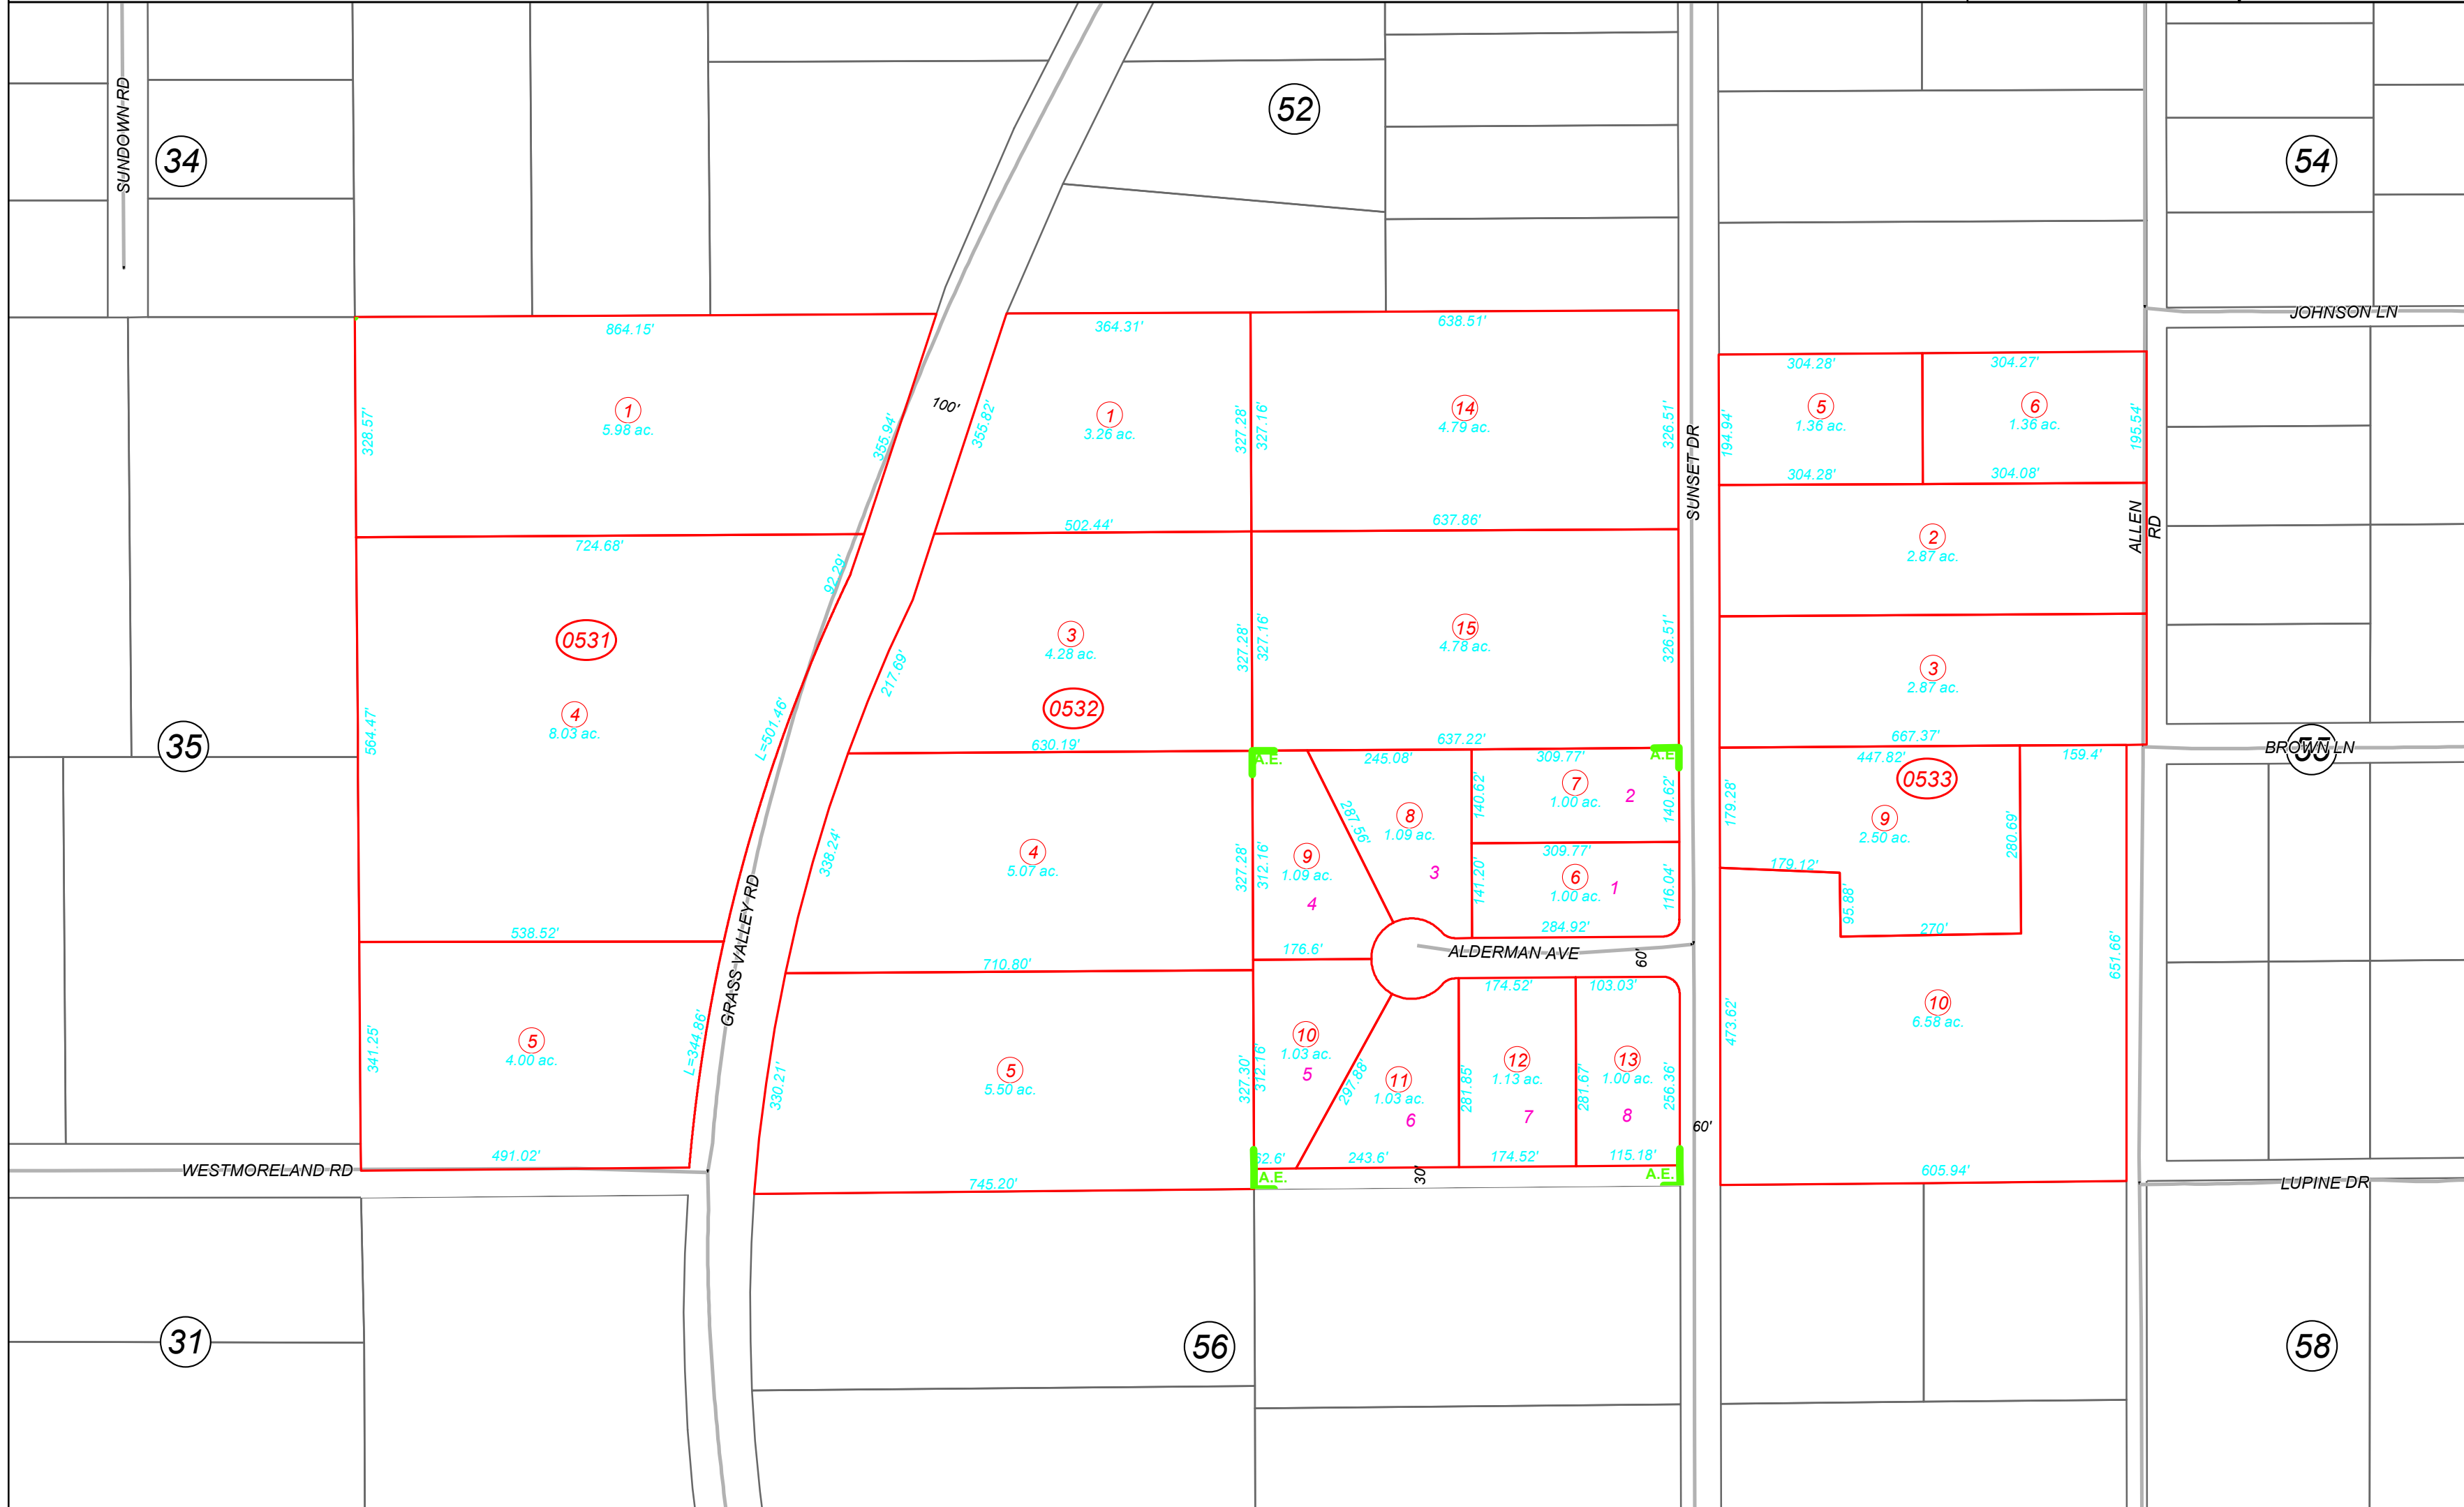 SUNDOWN RD
34
52
54
JOHNSON LN
864.15'
328.57'
1
5.98 ac.
355.94'
100'
355.82'
364.31'
1
3.26 ac.
327.28'
327.16'
638.51'
14
4.79 ac.
326.51'
SUNSET DR
304.28'
194.94'
5
1.36 ac.
304.28'
304.27'
6
1.36 ac.
195.54'
304.08'
724.68'
92.29'
502.44'
637.86'
2
2.87 ac.
ALLEN
RD
0531
564.47'
4
8.03 ac.
L=501.46'
217.69'
3
4.28 ac.
0532
327.28'
327.16'
15
4.78 ac.
326.51'
3
2.87 ac.
667.37'
35
630.19'
637.22'
A.E.
245.08'
309.77'
A.E.
447.82'
159.4'
BROWN LN
55
0533
338.24'
4
5.07 ac.
327.28'
312.16'
9
1.09 ac.
4
287.56'
8
1.09 ac.
3
140.62'
7
1.00 ac.
2
140.62'
309.77'
141.20'
6
1.00 ac.
1
116.04'
284.92'
179.28'
9
2.50 ac.
280.69'
179.12'
95.88'
270'
538.52'
GRASS VALLEY RD
710.80'
176.6'
ALDERMAN AVE
60'
651.66'
341.25'
5
4.00 ac.
L=344.86'
330.21'
5
5.50 ac.
327.30'
312.16'
10
1.03 ac.
5
297.88'
11
1.03 ac.
6
281.85'
174.52'
12
1.13 ac.
7
281.67'
103.03'
13
1.00 ac.
8
256.36'
473.62'
10
6.58 ac.
60'
491.02'
WESTMORELAND RD
745.20'
62.6'
A.E.
243.6'
30'
174.52'
115.18'
A.E.
605.94'
LUPINE DR
31
56
58